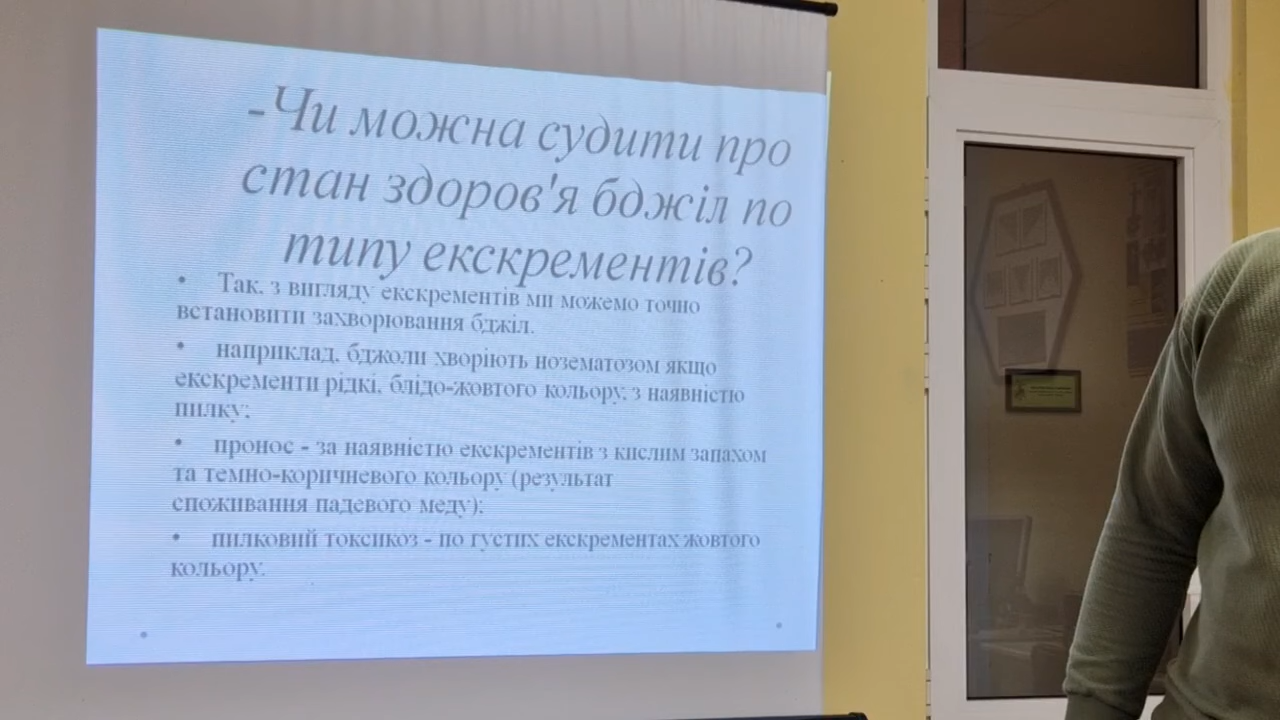 -Чи можна судити про
стан здоров'я бджіл по
типу екскрементів?
• Так, з вигляду екскрементів ми можемо точно
встановити захворювання бджіл.
• наприклад, бджоли хворіють нозематозом якщо
екскременти рідкі, блідо-жовтого кольору, з наявністю
пилку;
• пронос - за наявністю екскрементів з кислим запахом
та темно-коричневого кольору (результат
споживання падевого меду);
• пилковий токсикоз - по густих екскрементах жовтого
кольору.